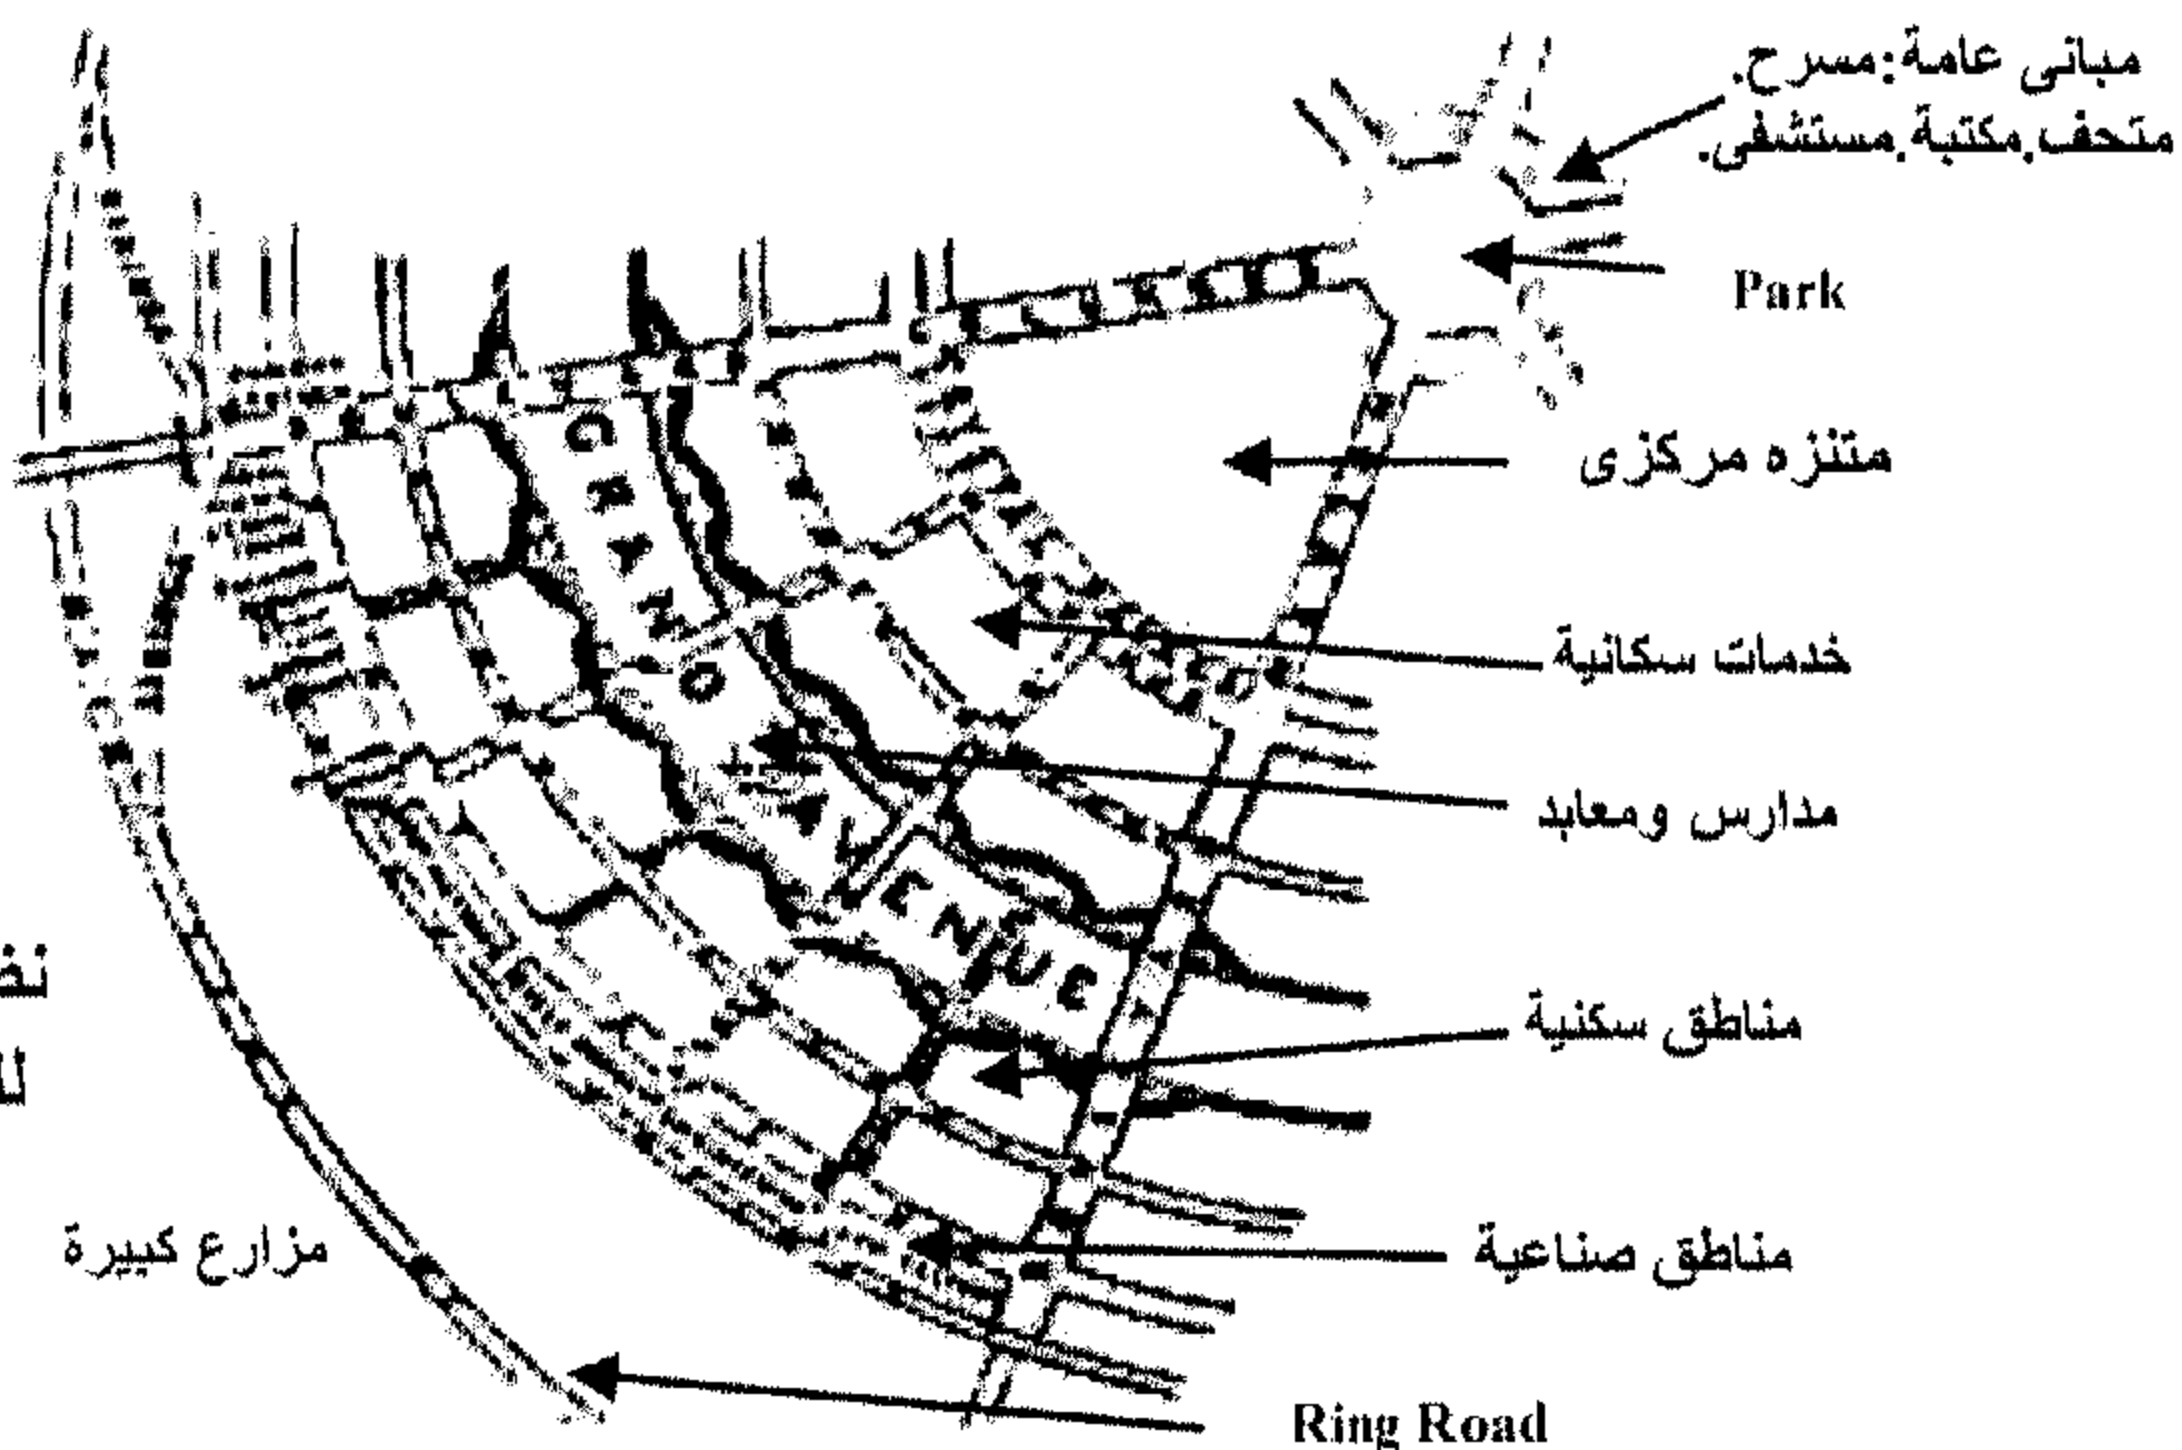 مبانى عامة:مسرح.
متحف.مكتبة.مستشفى.
Park
متنزه مركزى
خدمات سكانية
مدارس ومعابد
مناطق سكنية
مناطق صناعية
Ring Road
مزارع كبيرة
GRAND AVENUE